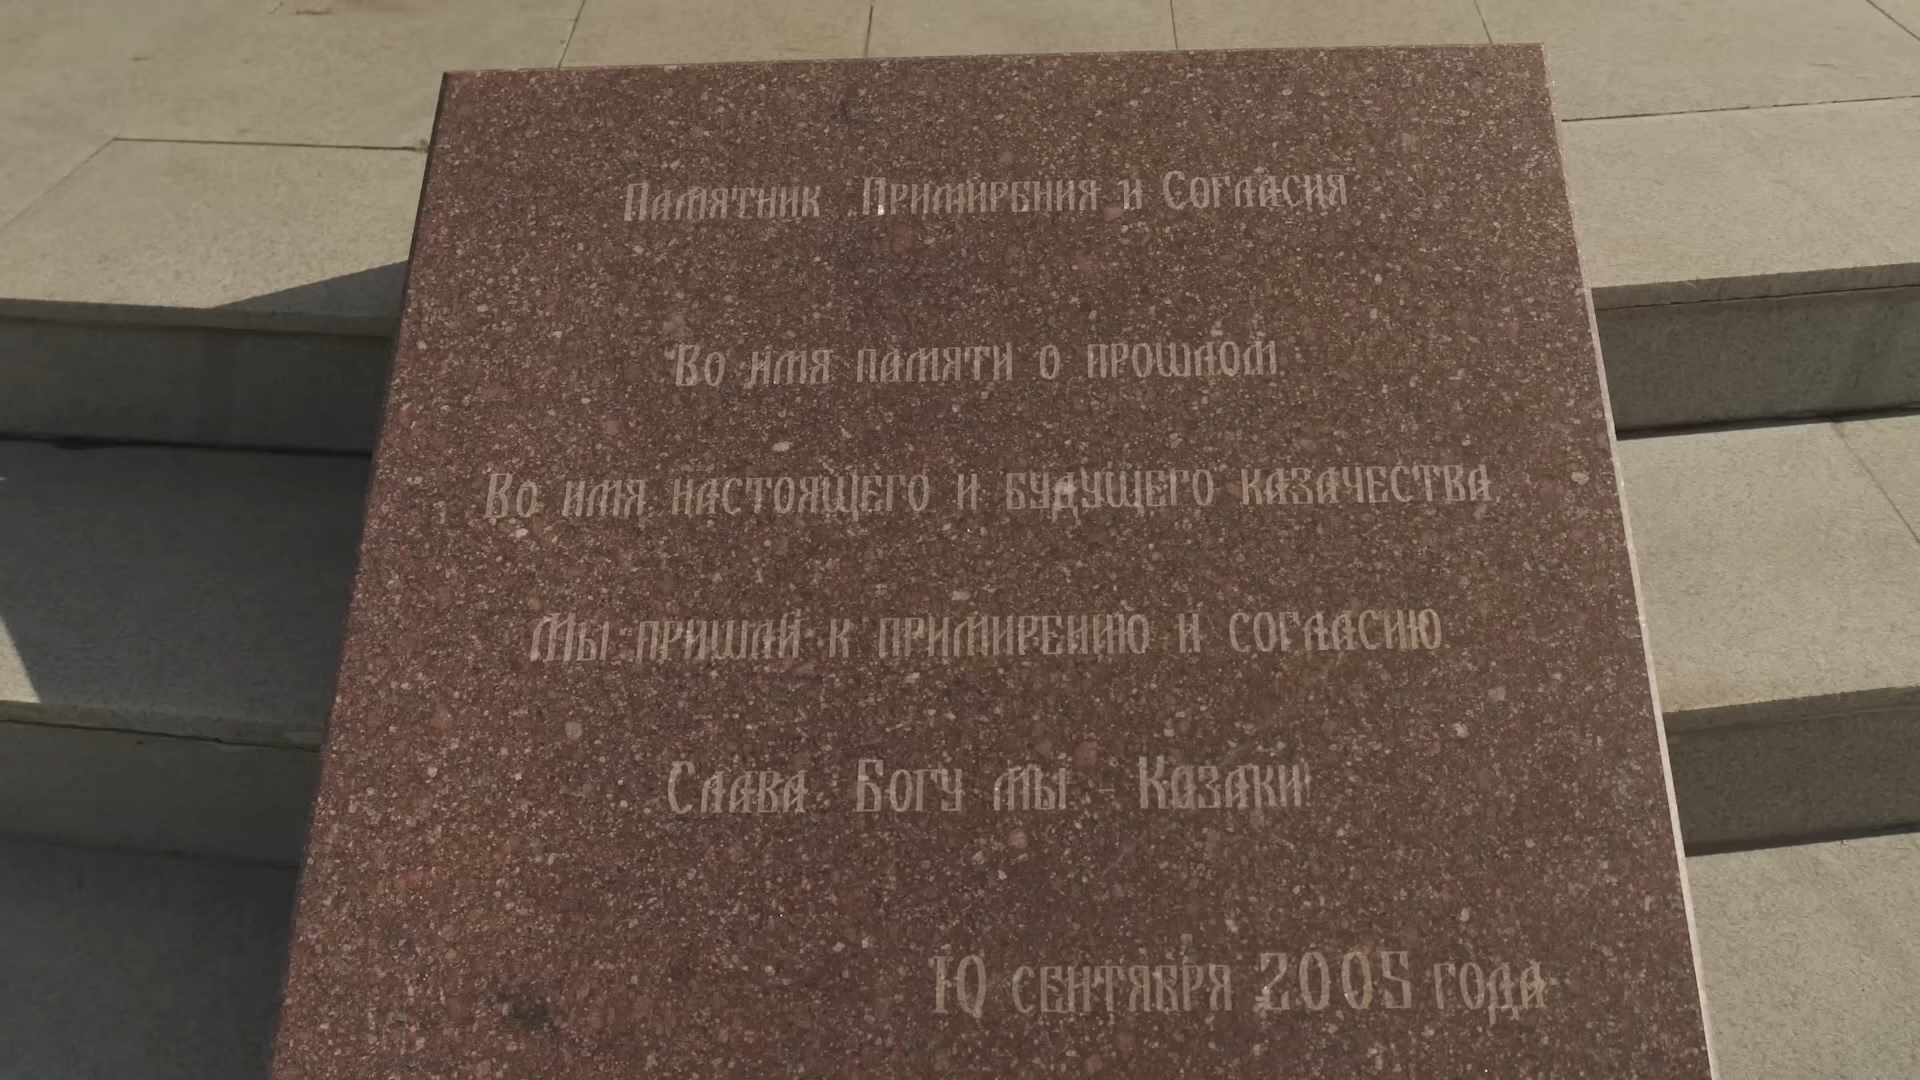 Памятник Примирения и Согласия
Во имя памяти о прошлом
Во имя настоящего и будущего казачества
Мы пришли к примирению и согласию
Слава Богу мы - Казаки!
10 сентября 2005 года